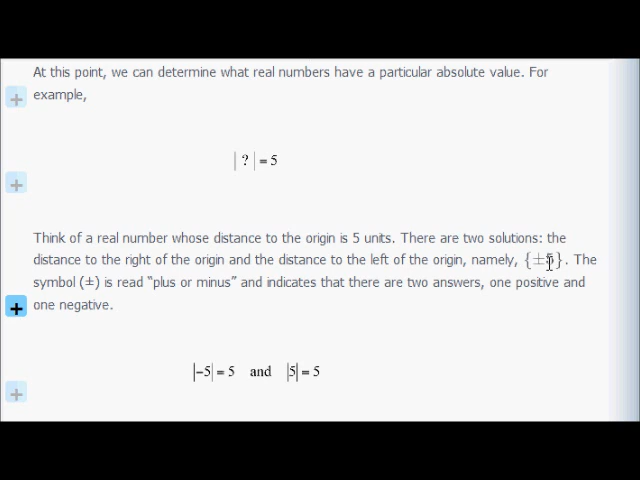 At this point, we can determine what real numbers have a particular absolute value. For
example,
| ? | = 5
Think of a real number whose distance to the origin is 5 units. There are two solutions: the
distance to the right of the origin and the distance to the left of the origin, namely, {±5}. The
symbol (±) is read “plus or minus” and indicates that there are two answers, one positive and
one negative.
|−5| = 5 and |5| = 5